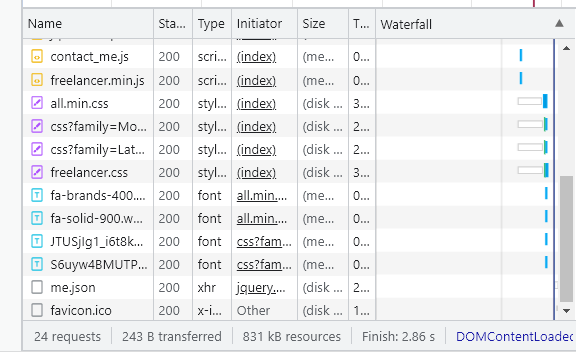 Name Sta... Type Initiator Size T... Waterfall
contact_me.js 200 scri... (index) (me... 0...
freelancer.min.js 200 scri... (index) (me... 0...
all.min.css 200 styl... (index) (disk ... 3...
css?family=Mo... 200 styl... (index) (disk ... 2...
css?family=Lat... 200 styl... (index) (disk ... 2...
freelancer.css 200 styl... (index) (disk ... 3...
fa-brands-400.... 200 font all.min.... (me... 0...
fa-solid-900.w... 200 font all.min.... (me... 0...
JTUSjIg1_i6t8k... 200 font css?fam... (me... 0...
S6uyw4BMUTP... 200 font css?fam... (me... 0...
me.json 200 xhr jquery.... (disk ... 2...
favicon.ico 200 x-i... Other (disk ... 1...
24 requests 243 B transferred 831 kB resources Finish: 2.86 s DOMContentLoaded